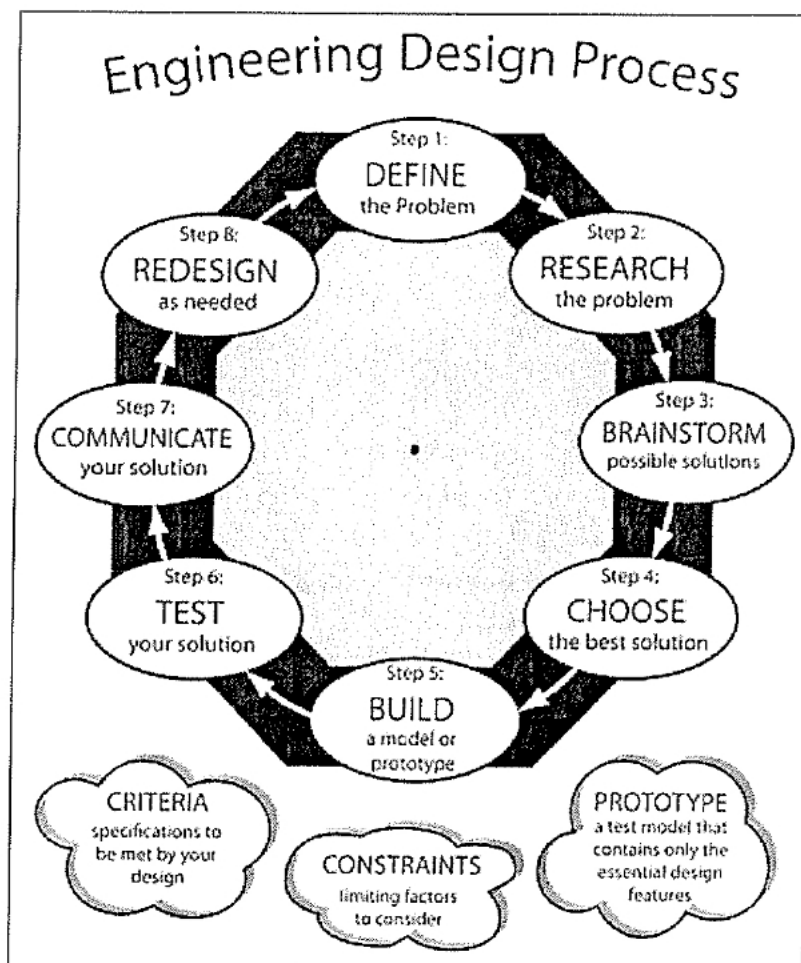 Engineering Design Process
Step 1:
DEFINE
the Problem
Step 2:
RESEARCH
the problem
Step 3:
BRAINSTORM
possible solutions
Step 4:
CHOOSE
the best solution
Step 5:
BUILD
a model or
prototype
Step 6:
TEST
your solution
Step 7:
COMMUNICATE
your solution
Step 8:
REDESIGN
as needed
CRITERIA
specifications to
be met by your
design
CONSTRAINTS
limiting factors
to consider
PROTOTYPE
a test model that
contains only the
essential design
features